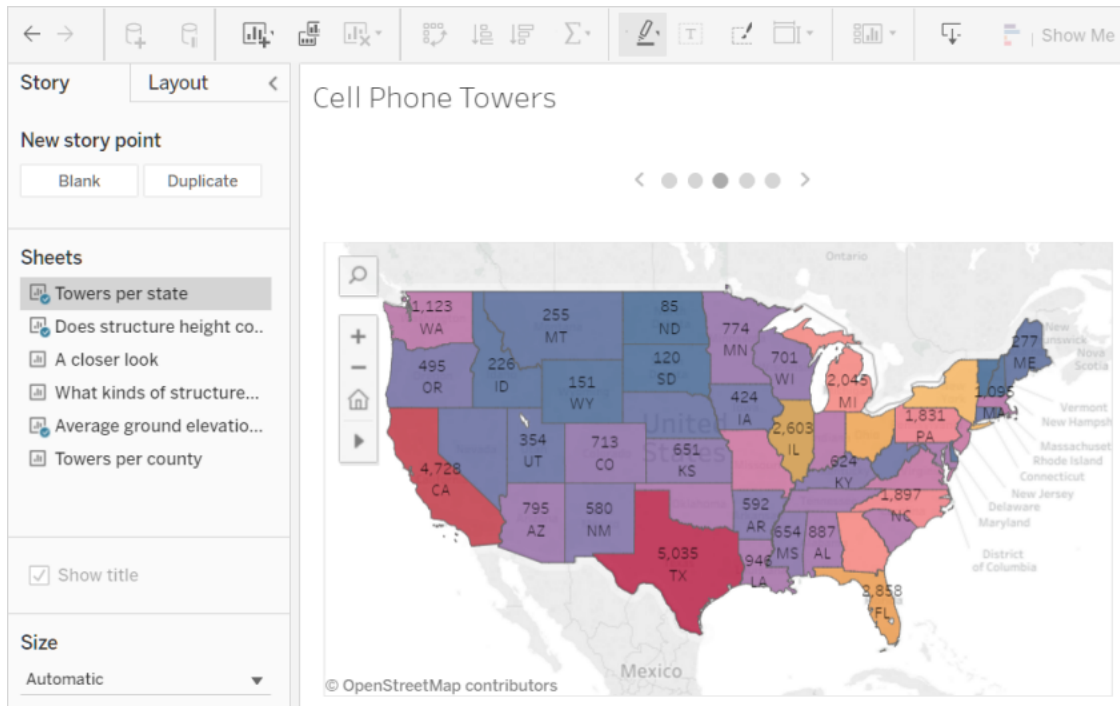 Show Me
Story
Layout
New story point
Blank
Duplicate
Sheets
Towers per state
Does structure height co..
A closer look
What kinds of structure...
Average ground elevatio...
Towers per county
Show title
Size
Automatic
Cell Phone Towers
Ontario
1,123
WA
255
MT
85
ND
774
MN
277
ME
New
Nova
Scotia
495
OR
226
ID
151
WY
120
SD
701
WI
2,045
MI
1,095
MA
Vermont
New Hampsh
424
IA
2,603
IL
1,831
PA
Massachuset
Rhode Island
Connecticut
United
354
UT
713
CO
651
KS
624
KY
New Jersey
Delaware
Maryland
4,728
CA
795
AZ
580
NM
592
AR
1,897
NC
654
MS
887
AL
District
of Columbia
5,035
TX
946
LA
FL
Mexico
© OpenStreetMap contributors